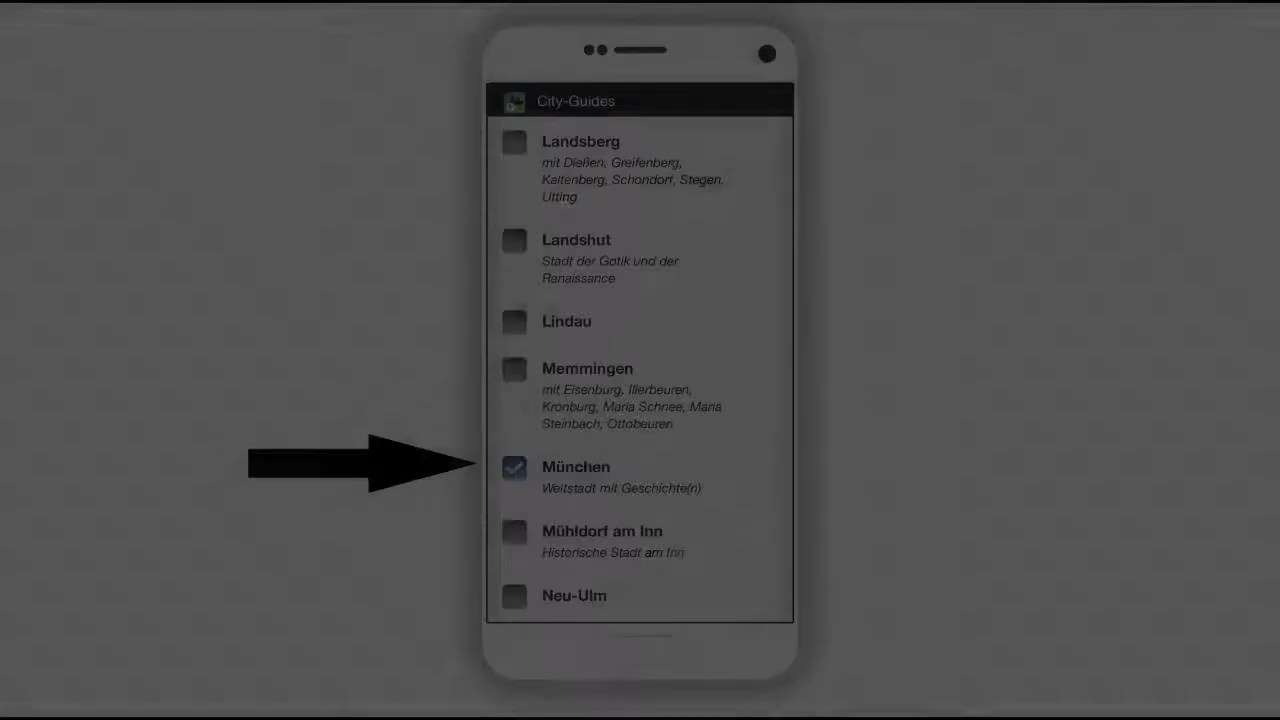 City-Guides
Landsberg
mit Dießen, Greifenberg,
Kaltenberg, Schondorf, Stegen,
Utting
Landshut
Stadt der Gotik und der
Renaissance
Lindau
Memmingen
mit Eisenburg, Illerbeuren,
Kronburg, Maria Schnee, Maria
Steinbach, Ottobeuren
München
Weltstadt mit Geschichte(n)
Mühldorf am Inn
Historische Stadt am Inn
Neu-Ulm